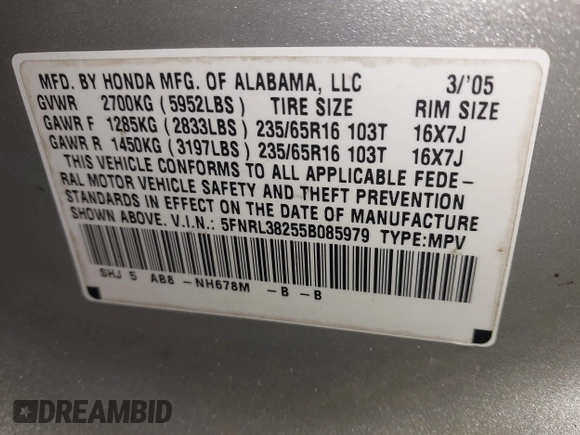 MFD. BY HONDA MFG. OF ALABAMA, LLC 3/'05
GVWR 2700KG (5952LBS) TIRE SIZE RIM SIZE
GAWR F 1285KG (2833LBS) 235/65R16 103T 16X7J
GAWR R 1450KG (3197LBS) 235/65R16 103T 16X7J
THIS VEHICLE CONFORMS TO ALL APPLICABLE FEDE-
RAL MOTOR VEHICLE SAFETY AND THEFT PREVENTION
STANDARDS IN EFFECT ON THE DATE OF MANUFACTURE
SHOWN ABOVE. V.I.N.: 5FNRL38255B085979 TYPE:MPV
SHJ 5 AB8 -NH678M -B -B
DREAMBID